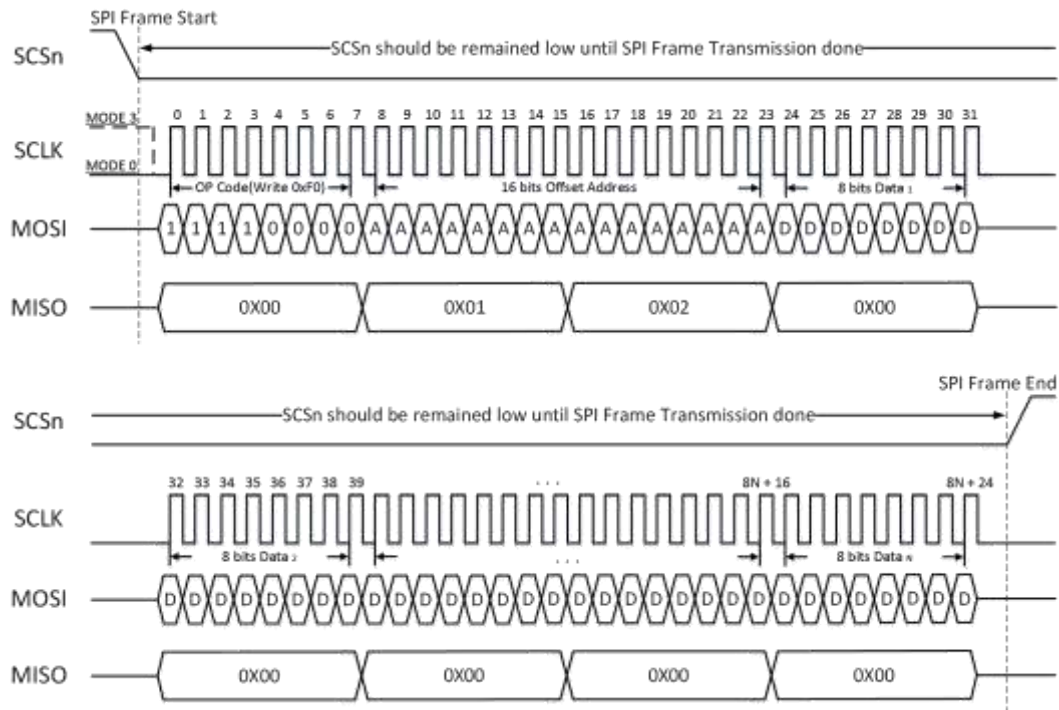 SPI Frame Start
SCSn should be remained low until SPI Frame Transmission done
SCSn
0 1 2 3 4 5 6 7 8 9 10 11 12 13 14 15 16 17 18 19 20 21 22 23 24 25 26 27 28 29 30 31
MODE 3
SCLK
MODE 0
OP Code(Write 0xF0) 16 bits Offset Address 8 bits Data 1
MOSI 1 1 1 1 0 0 0 0 A A A A A A A A A A A A A A A A D D D D D D D D
MISO 0X00 0X01 0X02 0X00
SPI Frame End
SCSn should be remained low until SPI Frame Transmission done
SCSn
32 33 34 35 36 37 38 39 . . . 8N + 16 8N + 24
SCLK
8 bits Data 2 . . . 8 bits Data N
MOSI D D D D D D D D D D D D D D D D D D D D D D D D D D D D D D D D
MISO 0X00 0X00 0X00 0X00